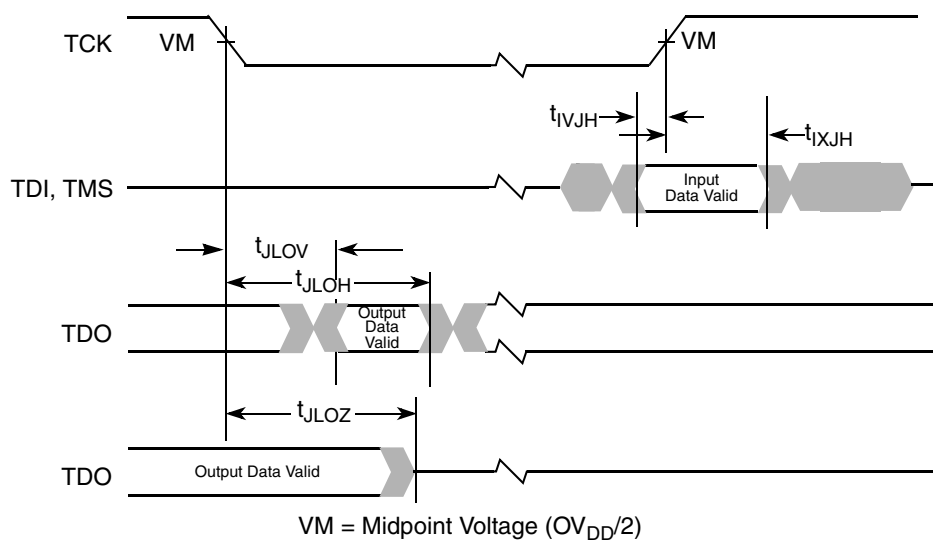 TCK
VM
VM
tIVJH
tIXJH
TDI, TMS
Input
Data Valid
tJLOV
tJLOH
TDO
Output
Data
Valid
tJLOZ
TDO
Output Data Valid
VM = Midpoint Voltage (OVDD/2)